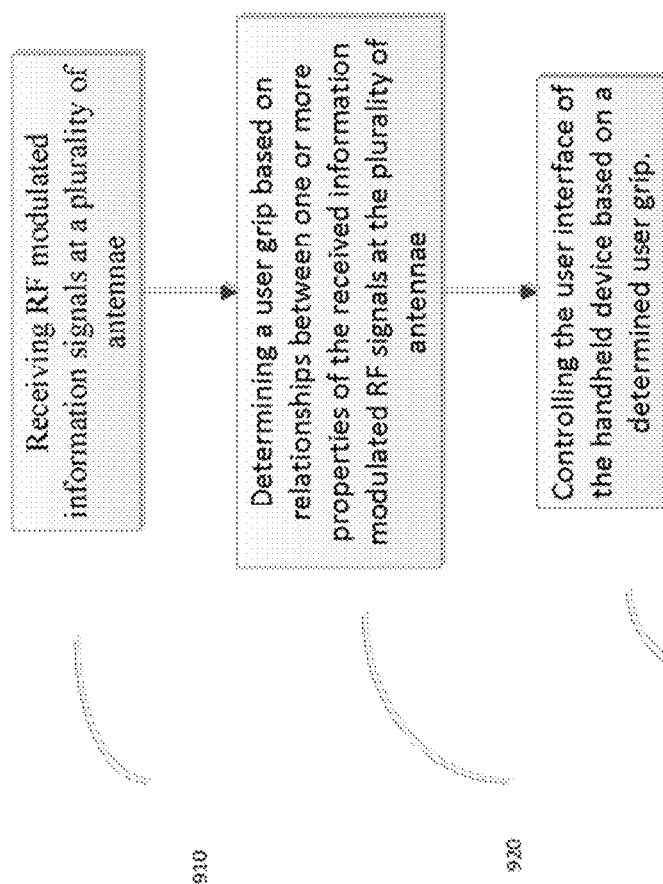 Receiving RF modulated
information signals at a plurality of
antennae
Determining a user grip based on
relationships between one or more
properties of the received information
modulated RF signals at the plurality of
antennae
Controlling the user interface of
the handheld device based on a
determined user grip.
910
920